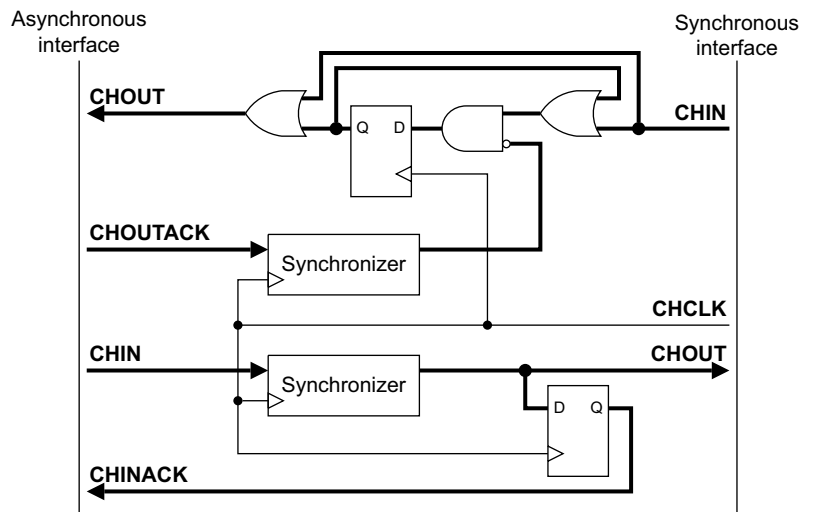 Asynchronous
interface
Synchronous
interface
CHOUT
Q
D
CHIN
CHOUTACK
Synchronizer
CHCLK
CHIN
CHOUT
Synchronizer
D
Q
CHINACK